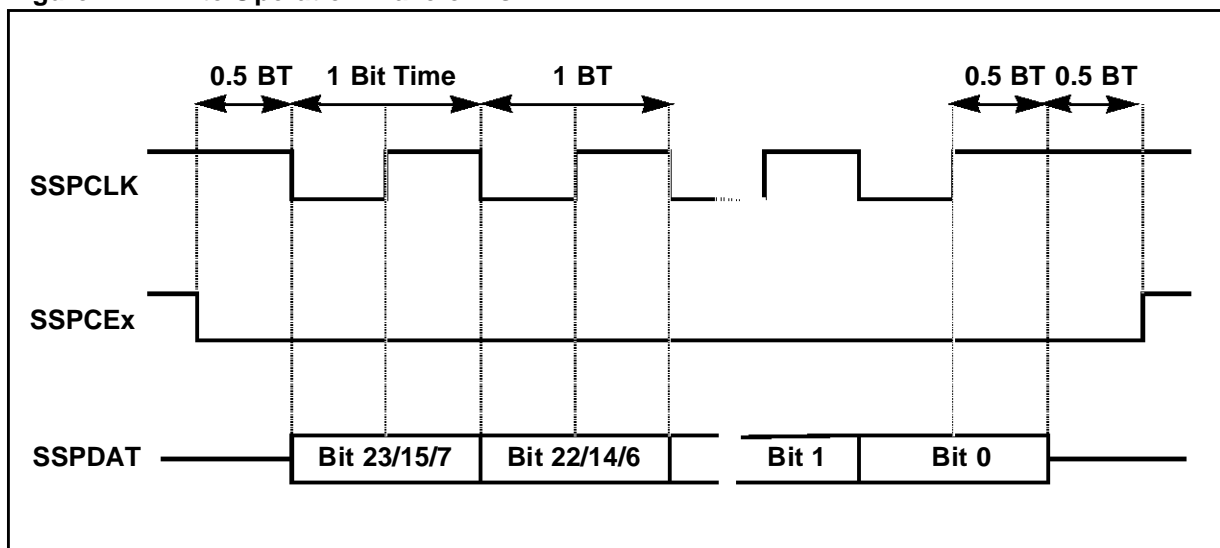 0.5 BT 1 Bit Time 1 BT 0.5 BT 0.5 BT
SSPCLK
SSPCEx
SSPDAT Bit 23/15/7 Bit 22/14/6 Bit 1 Bit 0